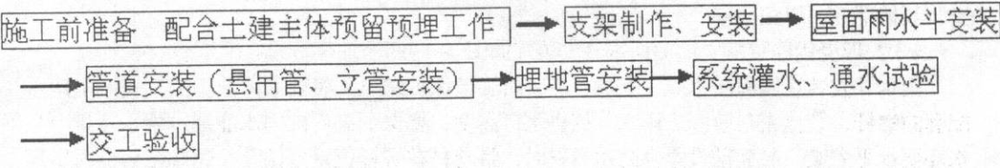 施工前准备 配合土建主体预留预埋工作 → 支架制作、安装 → 屋面雨水斗安装
→ 管道安装（悬吊管、立管安装） → 埋地管安装 → 系统灌水、通水试验
→ 交工验收